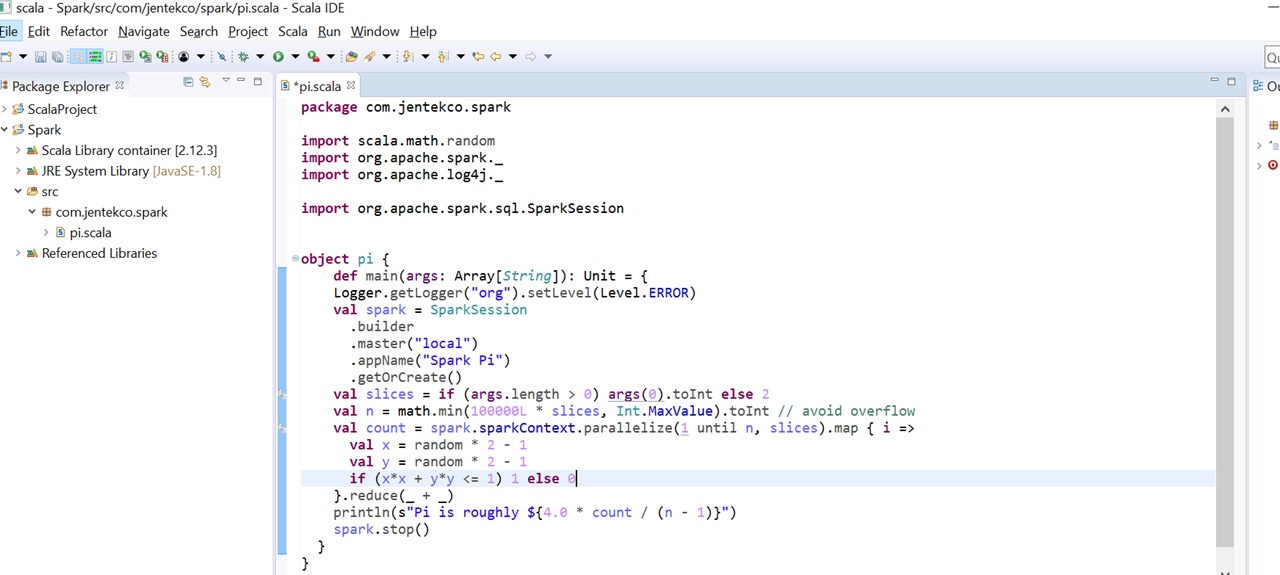 scala - Spark/src/com/jentekco/spark/pi.scala - Scala IDE
File Edit Refactor Navigate Search Project Scala Run Window Help
Package Explorer
*pi.scala
ScalaProject
Spark
Scala Library container [2.12.3]
JRE System Library [JavaSE-1.8]
src
com.jentekco.spark
pi.scala
Referenced Libraries
package com.jentekco.spark
import scala.math.random
import org.apache.spark._
import org.apache.log4j._
import org.apache.spark.sql.SparkSession
object pi {
def main(args: Array[String]): Unit = {
Logger.getLogger("org").setLevel(Level.ERROR)
val spark = SparkSession
.builder
.master("local")
.appName("Spark Pi")
.getOrCreate()
val slices = if (args.length > 0) args(0).toInt else 2
val n = math.min(100000L * slices, Int.MaxValue).toInt // avoid overflow
val count = spark.sparkContext.parallelize(1 until n, slices).map { i =>
val x = random * 2 - 1
val y = random * 2 - 1
if (x*x + y*y <= 1) 1 else 0
}.reduce(_ + _)
println(s"Pi is roughly ${4.0 * count / (n - 1)}")
spark.stop()
}
}